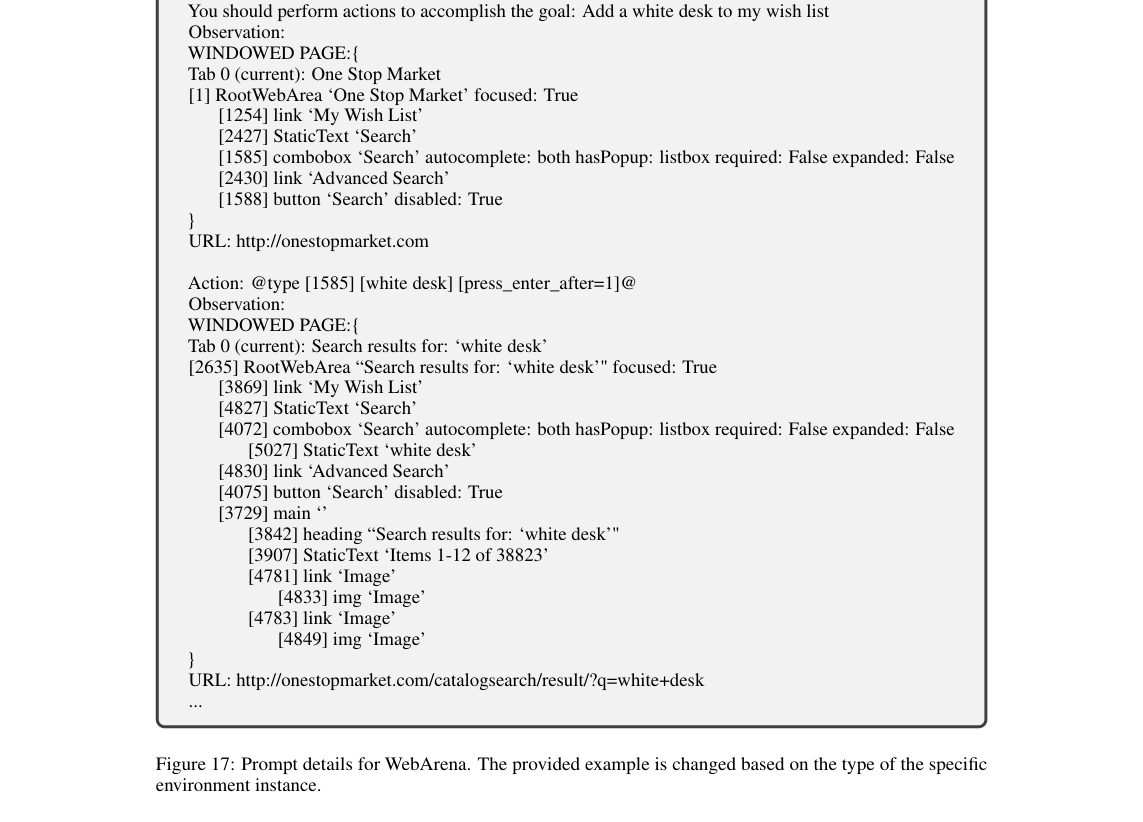 You should perform actions to accomplish the goal: Add a white desk to my wish list
Observation:
WINDOWED PAGE:{
Tab 0 (current): One Stop Market
[1] RootWebArea ‘One Stop Market’ focused: True
[1254] link ‘My Wish List’
[2427] StaticText ‘Search’
[1585] combobox ‘Search’ autocomplete: both hasPopup: listbox required: False expanded: False
[2430] link ‘Advanced Search’
[1588] button ‘Search’ disabled: True
}
URL: http://onestopmarket.com
Action: @type [1585] [white desk] [press_enter_after=1]@
Observation:
WINDOWED PAGE:{
Tab 0 (current): Search results for: ‘white desk’
[2635] RootWebArea “Search results for: ‘white desk’" focused: True
[3869] link ‘My Wish List’
[4827] StaticText ‘Search’
[4072] combobox ‘Search’ autocomplete: both hasPopup: listbox required: False expanded: False
[5027] StaticText ‘white desk’
[4830] link ‘Advanced Search’
[4075] button ‘Search’ disabled: True
[3729] main ‘’
[3842] heading “Search results for: ‘white desk’"
[3907] StaticText ‘Items 1-12 of 38823’
[4781] link ‘Image’
[4833] img ‘Image’
[4783] link ‘Image’
[4849] img ‘Image’
}
URL: http://onestopmarket.com/catalogsearch/result/?q=white+desk
...
Figure 17: Prompt details for WebArena. The provided example is changed based on the type of the specific
environment instance.